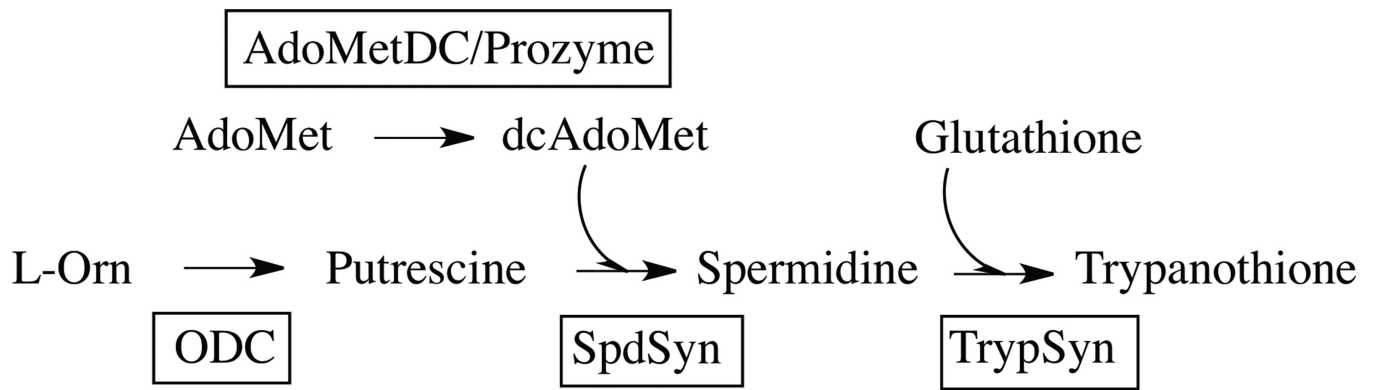 AdoMetDC/Prozyme
AdoMet dcAdoMet Glutathione
L-Orn Putrescine Spermidine Trypanothione
ODC SpdSyn TrypSyn